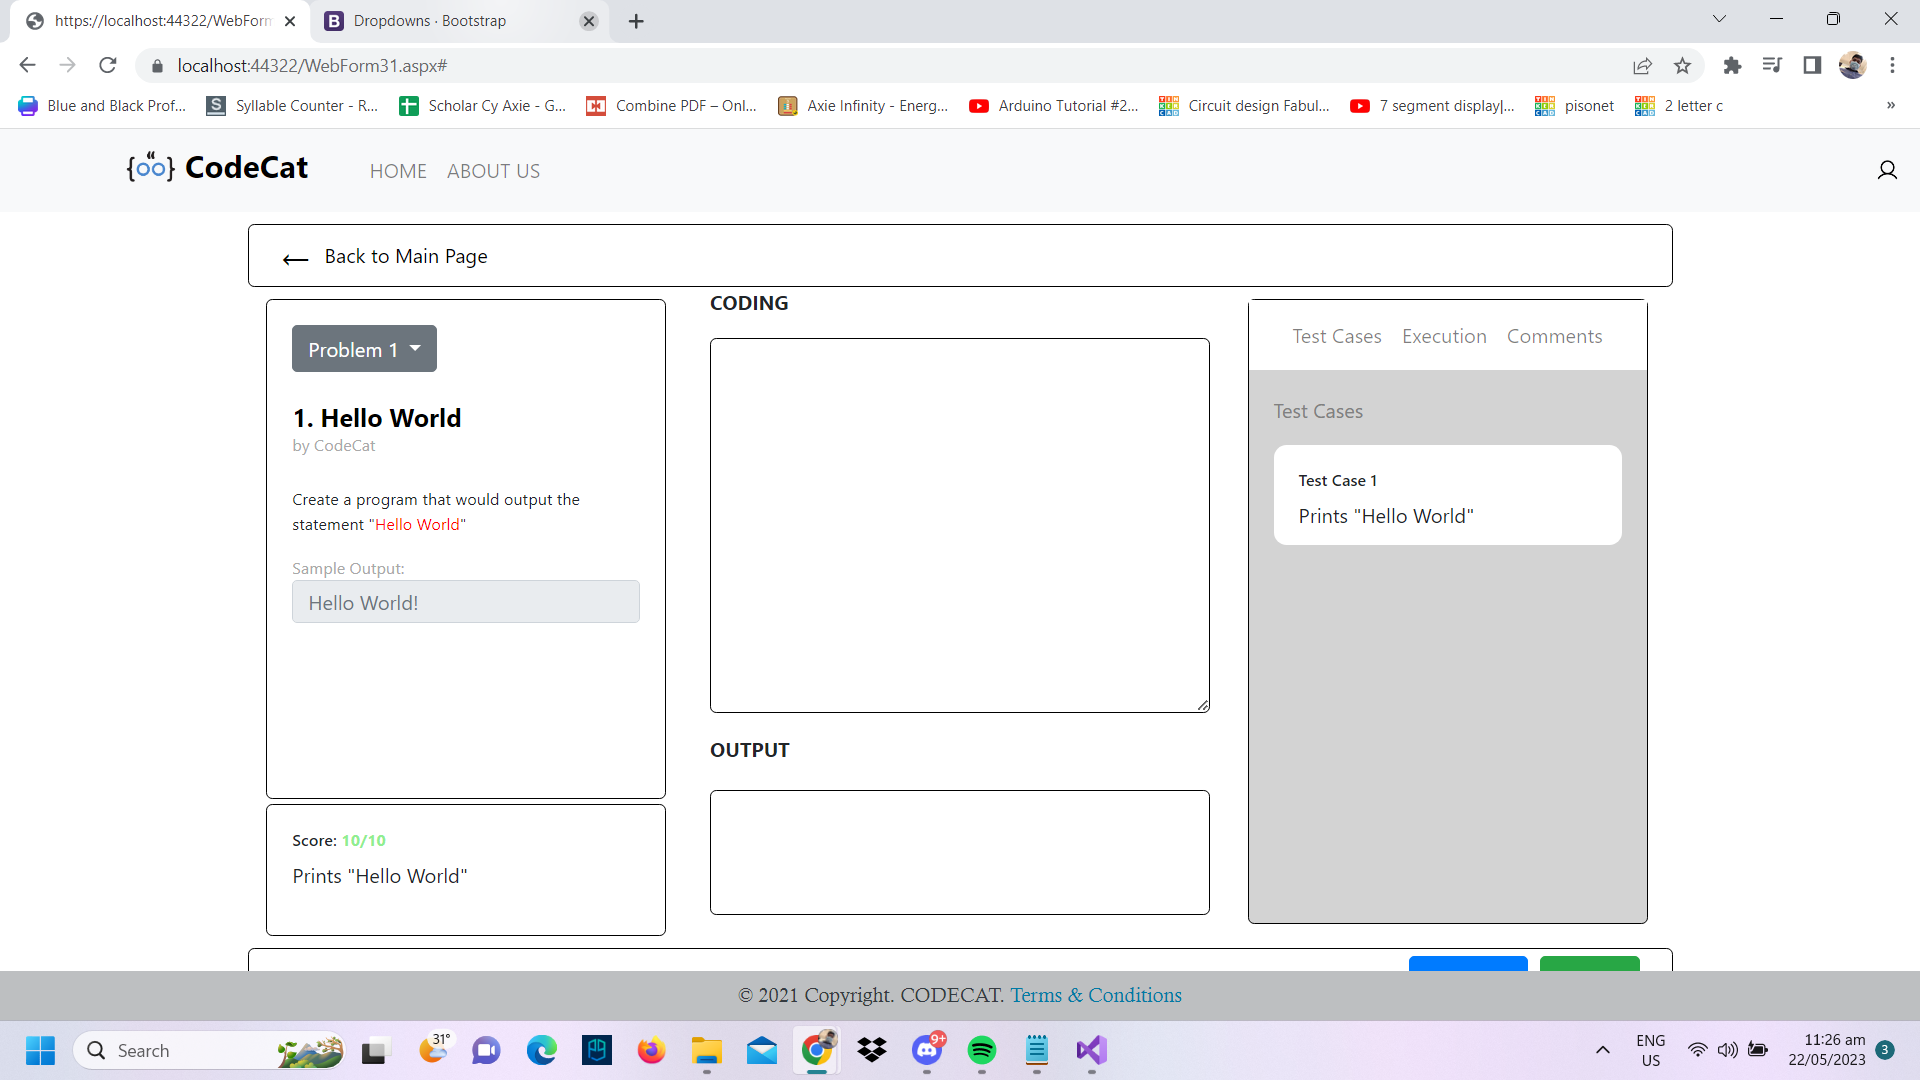 https://localhost:44322/WebForm
Dropdowns · Bootstrap
localhost:44322/WebForm31.aspx#
Blue and Black Prof...
Syllable Counter - R...
Scholar Cy Axie - G...
Combine PDF – Onl...
Axie Infinity - Energ...
Arduino Tutorial #2...
Circuit design Fabul...
7 segment display|...
pisonet
2 letter c
»
{oo} CodeCat
HOME
ABOUT US
← Back to Main Page
Problem 1
1. Hello World
by CodeCat
Create a program that would output the
statement "Hello World"
Sample Output:
Hello World!
Score: 10/10
Prints "Hello World"
CODING
OUTPUT
Test Cases
Execution
Comments
Test Cases
Test Case 1
Prints "Hello World"
© 2021 Copyright. CODECAT. Terms & Conditions
Search
31°
9+
ENG
US
11:26 am
22/05/2023
3